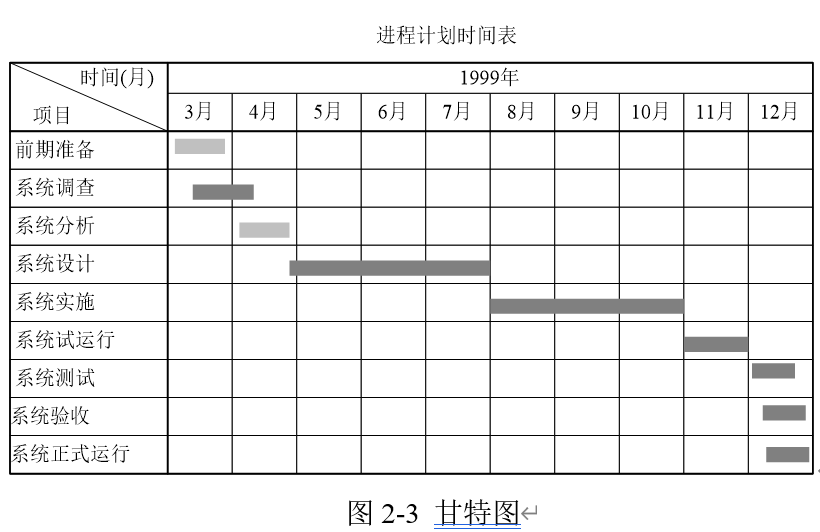 进程计划时间表
时间(月)
1999年
项目
3月 4月 5月 6月 7月 8月 9月 10月 11月 12月
前期准备
系统调查
系统分析
系统设计
系统实施
系统试运行
系统测试
系统验收
系统正式运行
图 2-3 甘特图